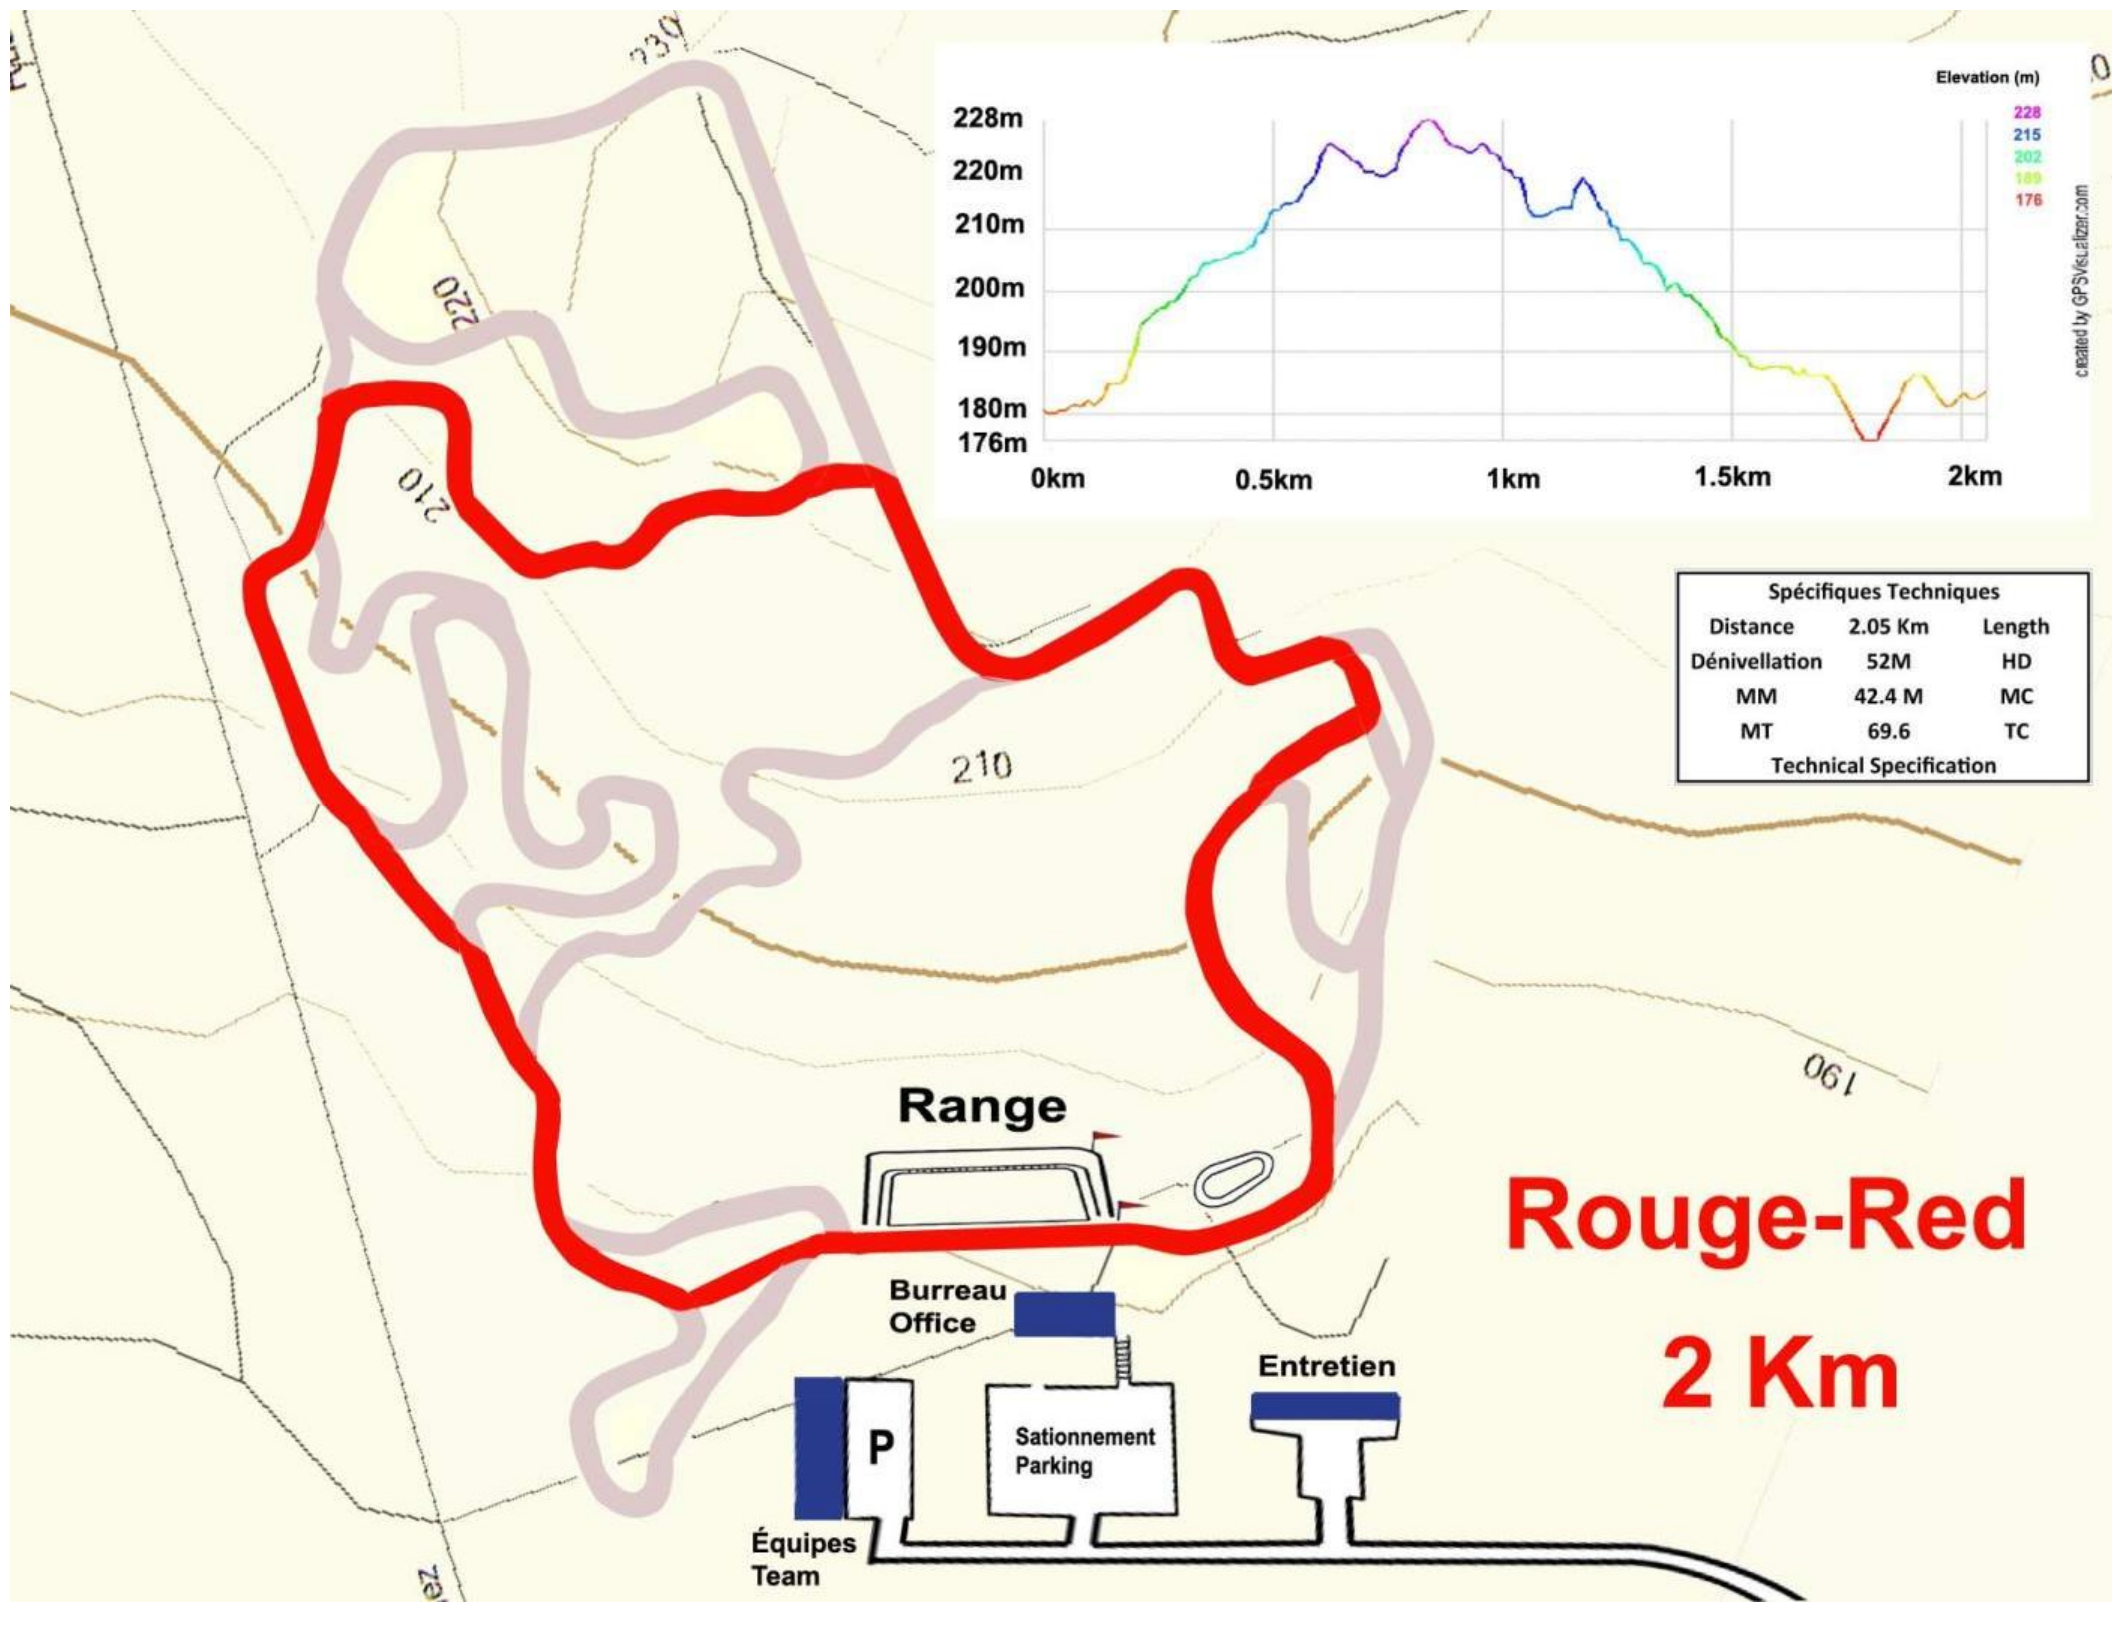 230
Elevation (m)
228m
220m
210m
200m
190m
180m
176m
0km
0.5km
1km
1.5km
2km
228
215
202
189
176
created by GPSVisualizer.com
220
210
Spécifiques Techniques
Distance 2.05 Km Length
Dénivellation 52M HD
MM 42.4 M MC
MT 69.6 TC
Technical Specification
210
190
Range
Rouge-Red
2 Km
Burreau
Office
Entretien
P
Sationnement
Parking
Équipes
Team